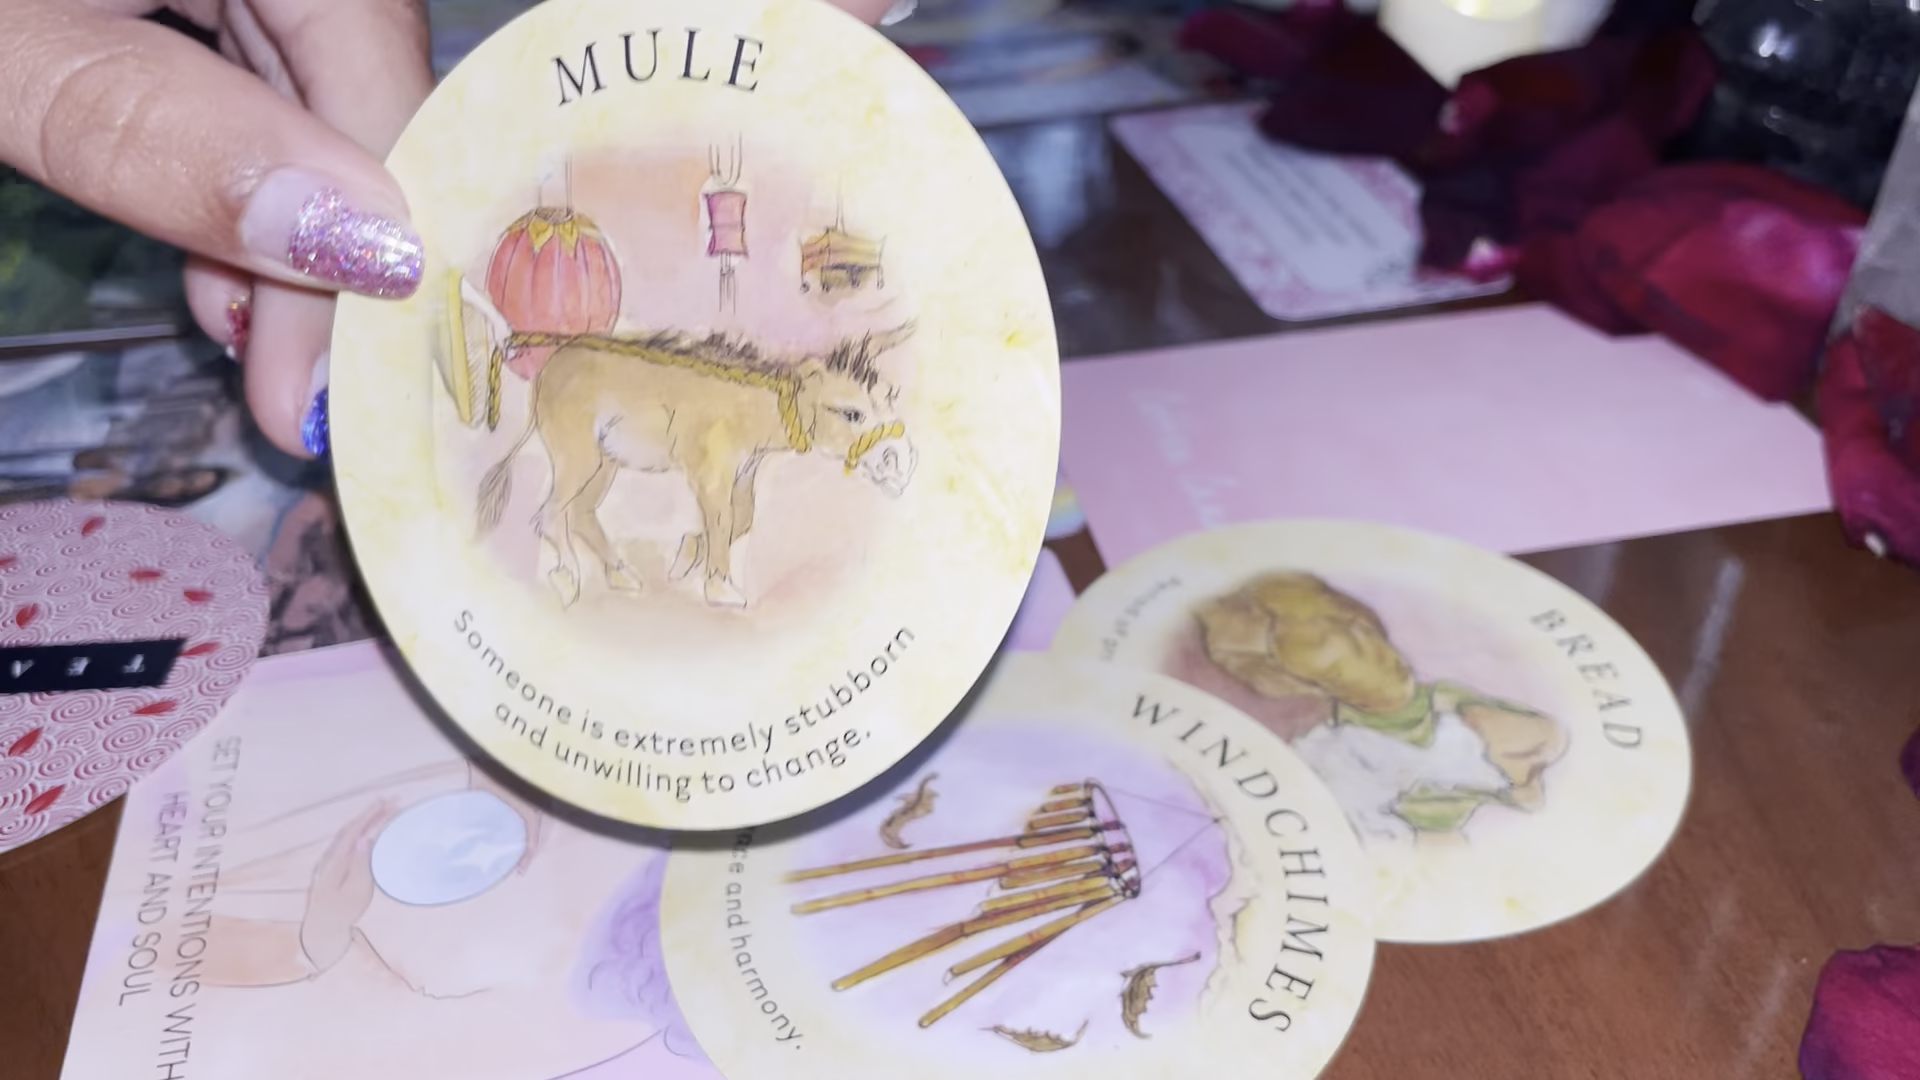 MULE
Someone is extremely stubborn
and unwilling to change.
BREAD
WINDCHIMES
and harmony.
TEA
SET YOUR INTENTIONS WITH
HEART AND SOUL